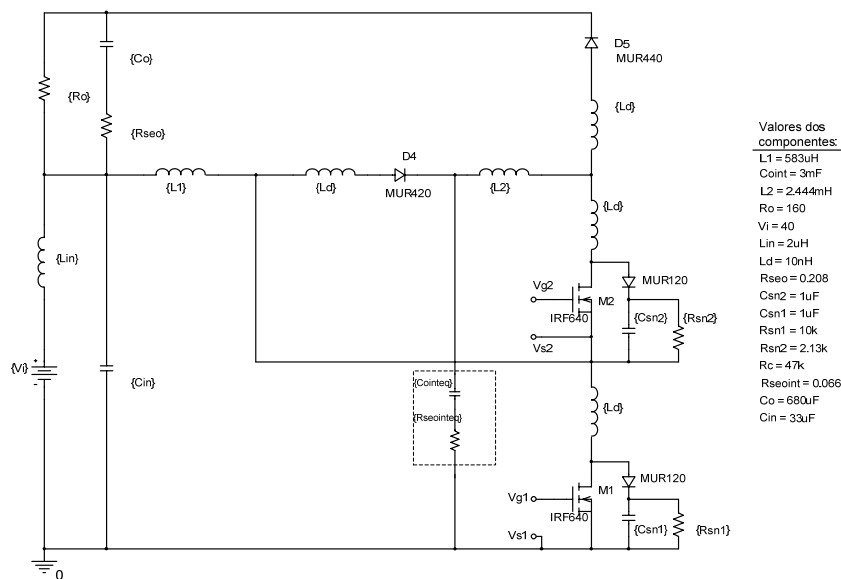 D5
MUR440
{Co}
{Ro}
{Rseo}
{Ld}
D4
{L1}
{Ld}
MUR420
{L2}
{Ld}
{Lin}
Vg2
M2
IRF640
MUR120
{Csn2}
{Rsn2}
Vs2
+
{Vi}
-
{Cin}
{Cointeq}
{Rseointeq}
{Ld}
Vg1
M1
IRF640
MUR120
{Csn1}
{Rsn1}
Vs1
0
Valores dos
componentes:
L1 = 583uH
Coint = 3mF
L2 = 2.444mH
Ro = 160
Vi = 40
Lin = 2uH
Ld = 10nH
Rseo = 0.208
Csn2 = 1uF
Csn1 = 1uF
Rsn1 = 10k
Rsn2 = 2.13k
Rc = 47k
Rseoint = 0.066
Co = 680uF
Cin = 33uF